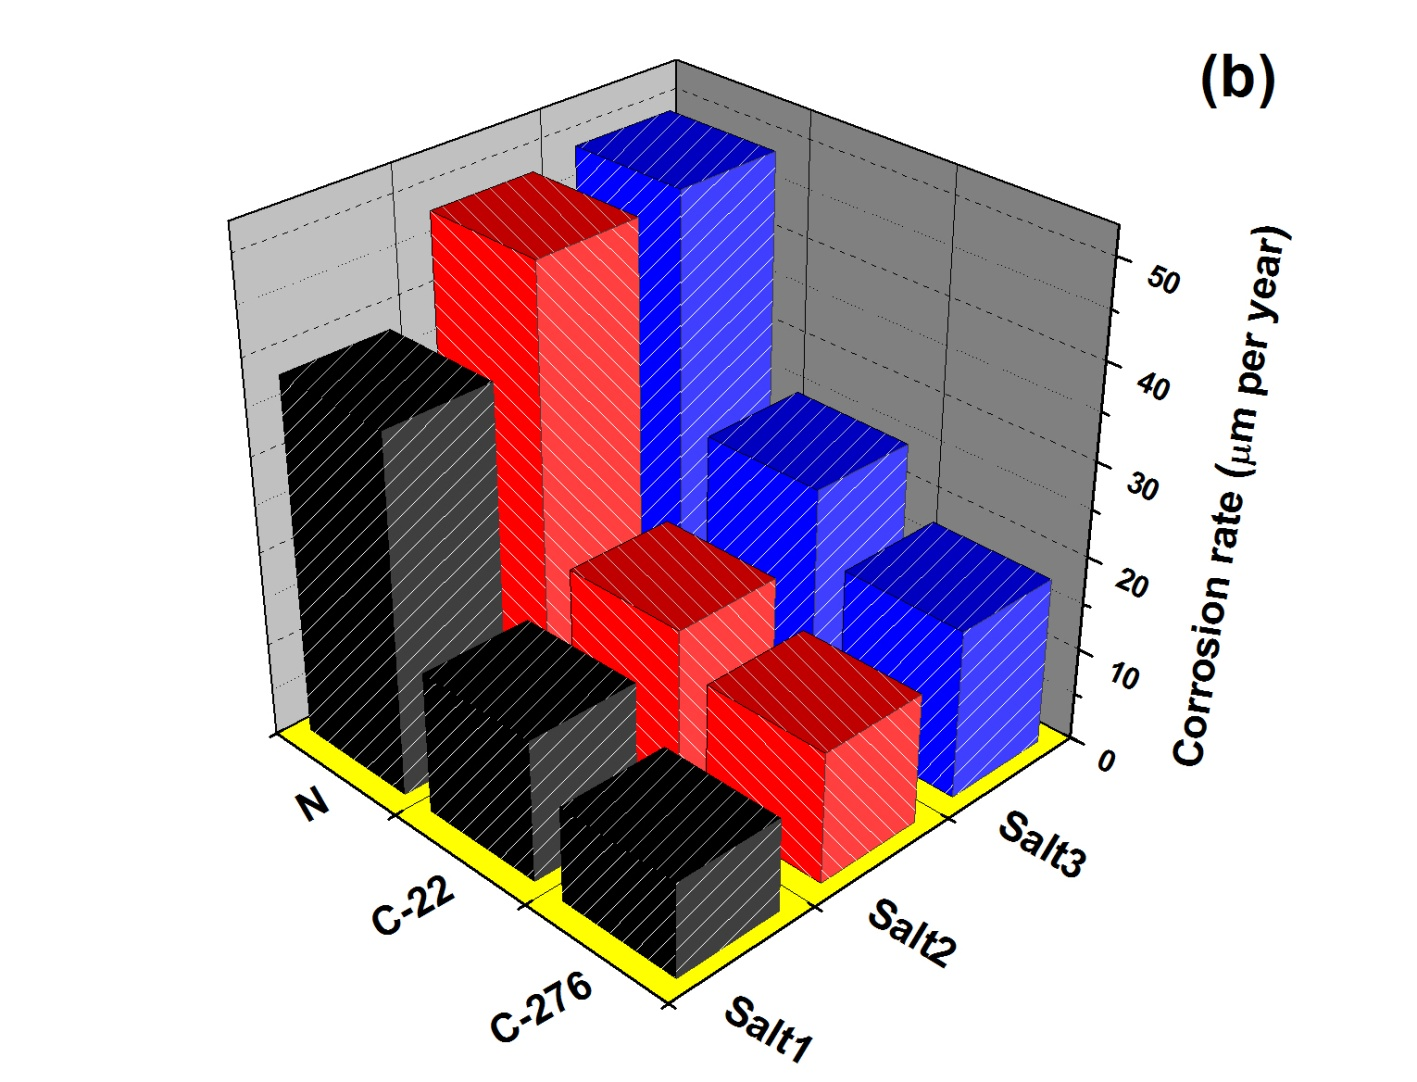 (b)
50
40
30
20
10
0
Corrosion rate (μm per year)
N
C-22
C-276
Salt1
Salt2
Salt3